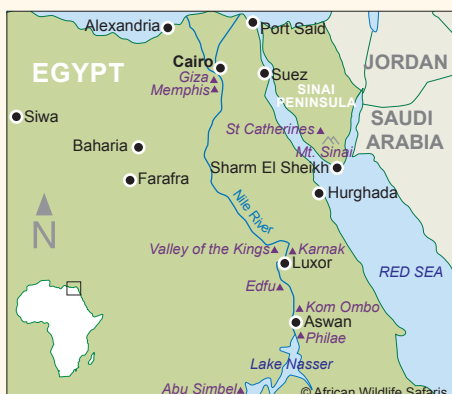 Alexandria
Port Said
EGYPT
Cairo
Giza
Memphis
Suez
JORDAN
SINAI
PENINSULA
SAUDI
ARABIA
Siwa
St Catherines
Mt. Sinai
Baharia
Sharm El Sheikh
Farafra
Hurghada
N
Nile River
Valley of the Kings
Karnak
Luxor
RED SEA
Edfu
Kom Ombo
Aswan
Philae
Lake Nasser
Abu Simbel
© African Wildlife Safaris